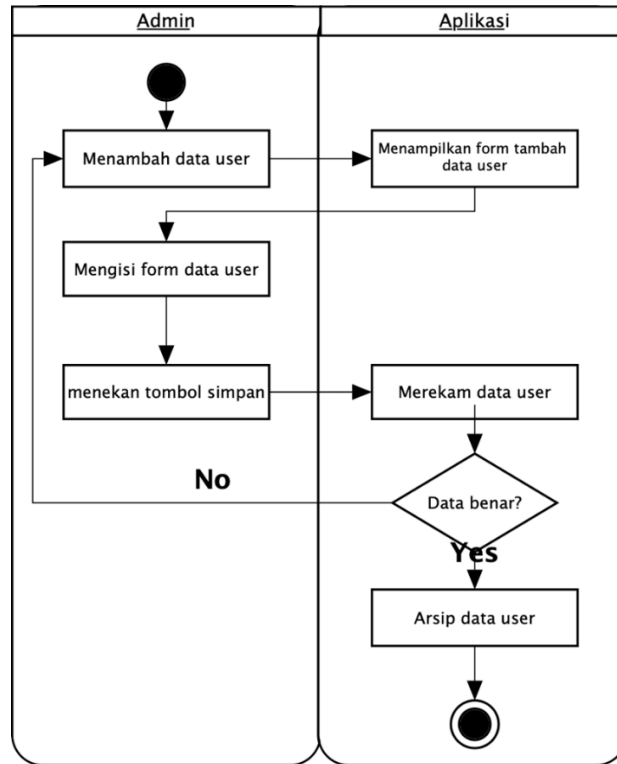 Admin
Aplikasi
Menambah data user
Menampilkan form tambah
data user
Mengisi form data user
menekan tombol simpan
Merekam data user
No
Data benar?
Yes
Arsip data user